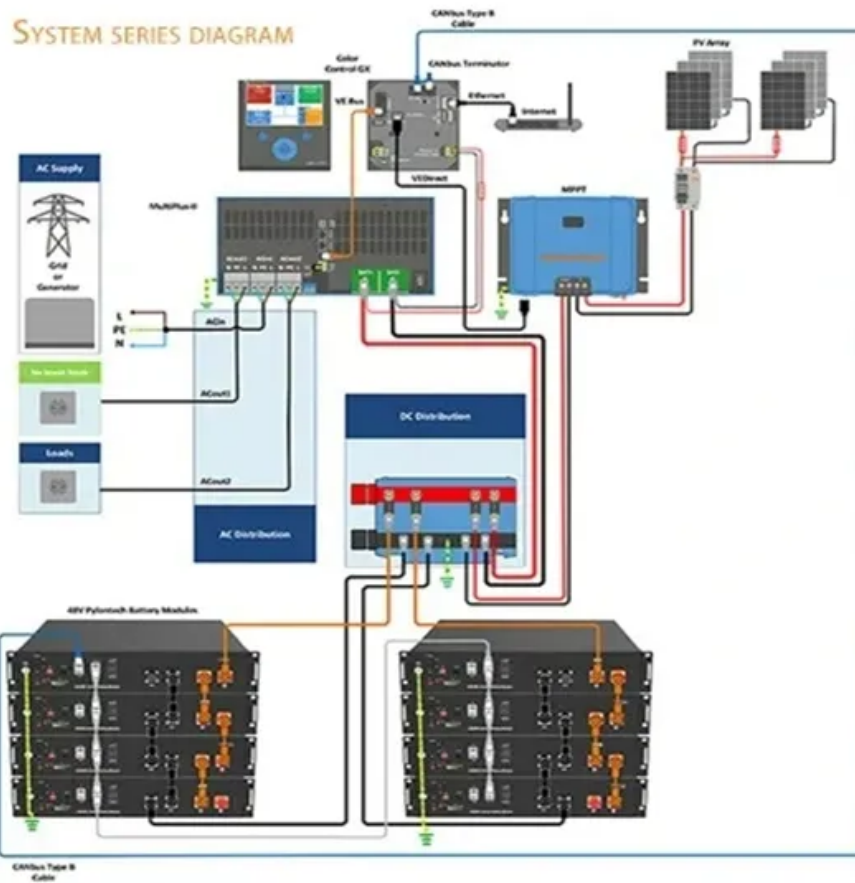 SYSTEM SERIES DIAGRAM
CANbus Type B
Cable
PV Array
Color
Control GX
CANbus Terminator
VE Bus
Ethernet
Internet
AC Supply
VEDirect
MPPT
MultiPlus-II
Grid
or
Generator
L
PE
N
ACin
ACout1
DC Distribution
Loads
ACout2
AC Distribution
48V Pylontech Battery Modules
CANbus Type B
Cable